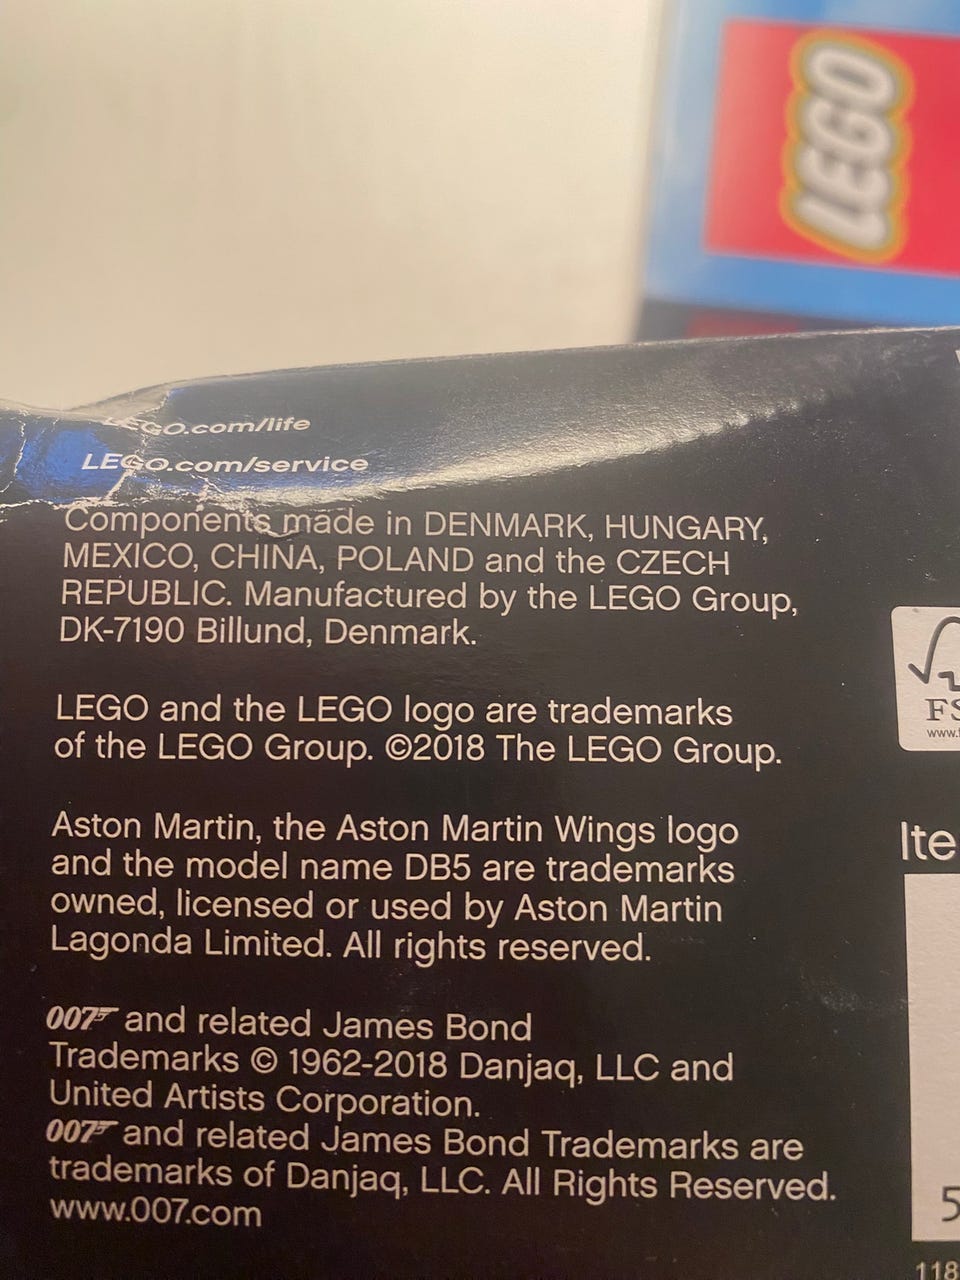 LEGO
LEGO.com/life
LEGO.com/service
Components made in DENMARK, HUNGARY,
MEXICO, CHINA, POLAND and the CZECH
REPUBLIC. Manufactured by the LEGO Group,
DK-7190 Billund, Denmark.
LEGO and the LEGO logo are trademarks
of the LEGO Group. ©2018 The LEGO Group.
Aston Martin, the Aston Martin Wings logo
and the model name DB5 are trademarks
owned, licensed or used by Aston Martin
Lagonda Limited. All rights reserved.
007 and related James Bond
Trademarks © 1962-2018 Danjaq, LLC and
United Artists Corporation.
007 and related James Bond Trademarks are
trademarks of Danjaq, LLC. All Rights Reserved.
www.007.com
FS
www.
Ite
5
118